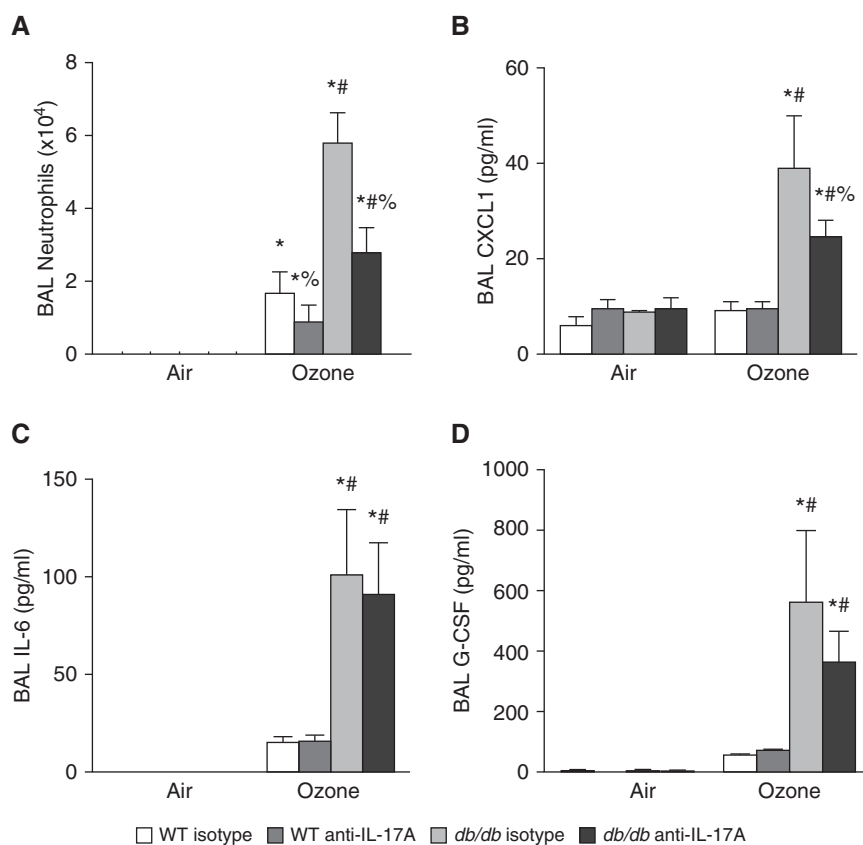 A
BAL Neutrophils (x10⁴)
8
6
4
2
0
*
*%
*#
*#%
Air
Ozone
B
BAL CXCL1 (pg/ml)
60
40
20
0
*#
*#%
Air
Ozone
C
BAL IL-6 (pg/ml)
150
100
50
0
*#
*#
Air
Ozone
D
BAL G-CSF (pg/ml)
1000
800
600
400
200
0
*#
*#
Air
Ozone
WT isotype WT anti-IL-17A db/db isotype db/db anti-IL-17A